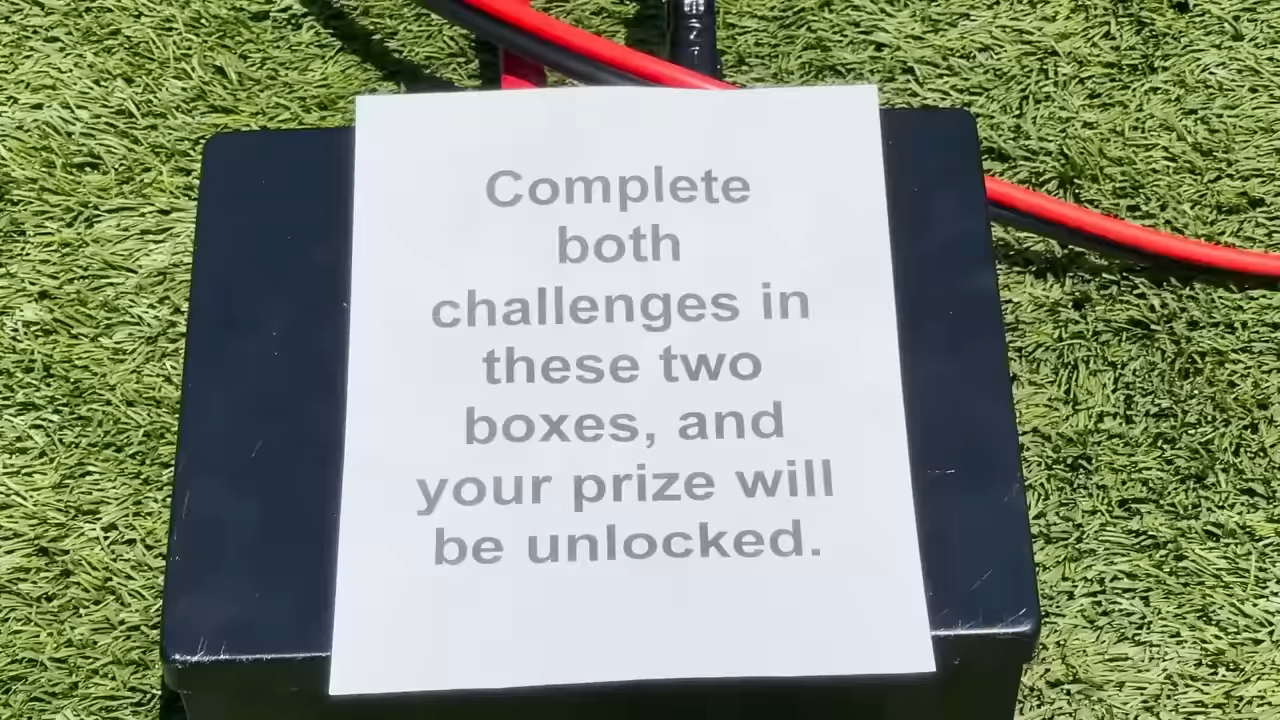 Complete
both
challenges in
these two
boxes, and
your prize will
be unlocked.